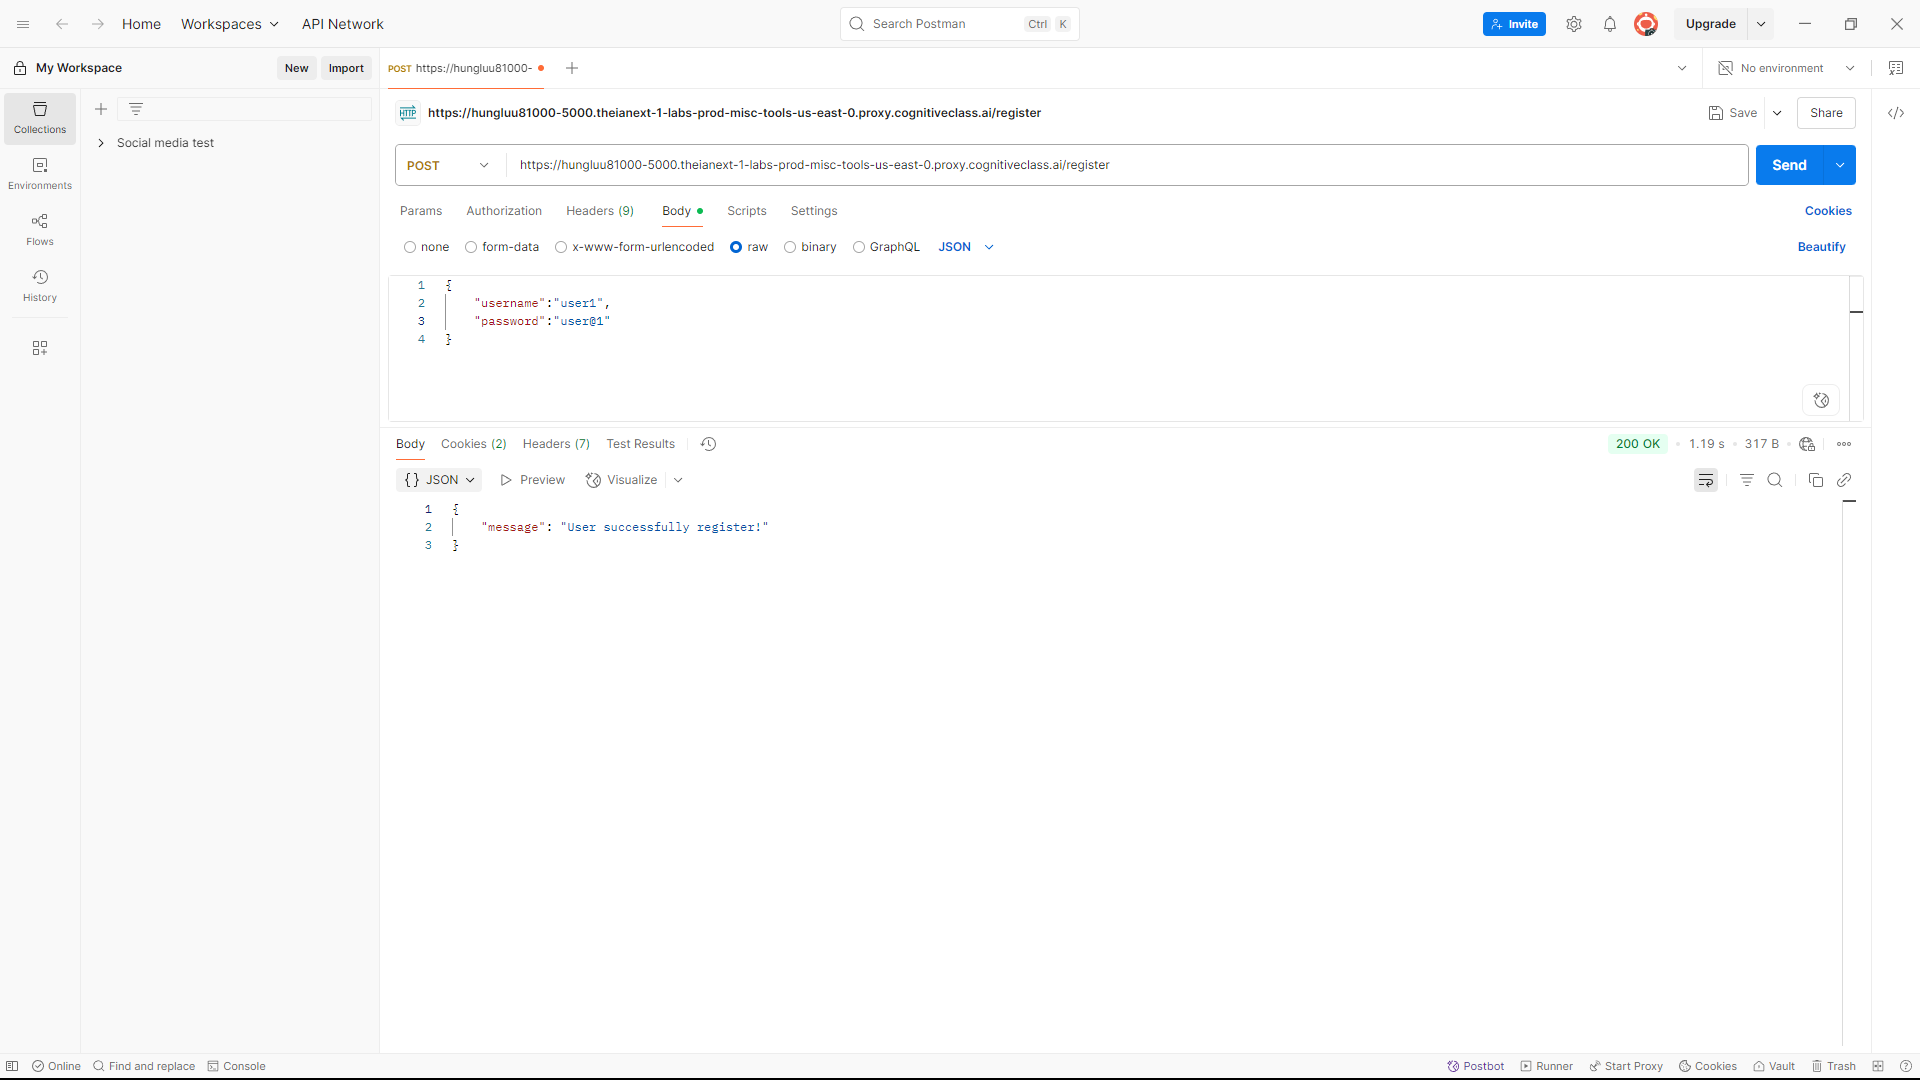 Home Workspaces API Network Search Postman Ctrl K Invite Upgrade
My Workspace New Import POST https://hungluu81000- No environment
Collections
Environments
Flows
History
Social media test
HTTP https://hungluu81000-5000.theianext-1-labs-prod-misc-tools-us-east-0.proxy.cognitiveclass.ai/register Save Share
POST https://hungluu81000-5000.theianext-1-labs-prod-misc-tools-us-east-0.proxy.cognitiveclass.ai/register Send
Params Authorization Headers (9) Body Scripts Settings Cookies
none form-data x-www-form-urlencoded raw binary GraphQL JSON Beautify
1 {
2 "username":"user1",
3 "password":"user@1"
4 }
Body Cookies (2) Headers (7) Test Results 200 OK 1.19 s 317 B
{} JSON Preview Visualize
1 {
2 "message": "User successfully register!"
3 }
Online Find and replace Console Postbot Runner Start Proxy Cookies Vault Trash